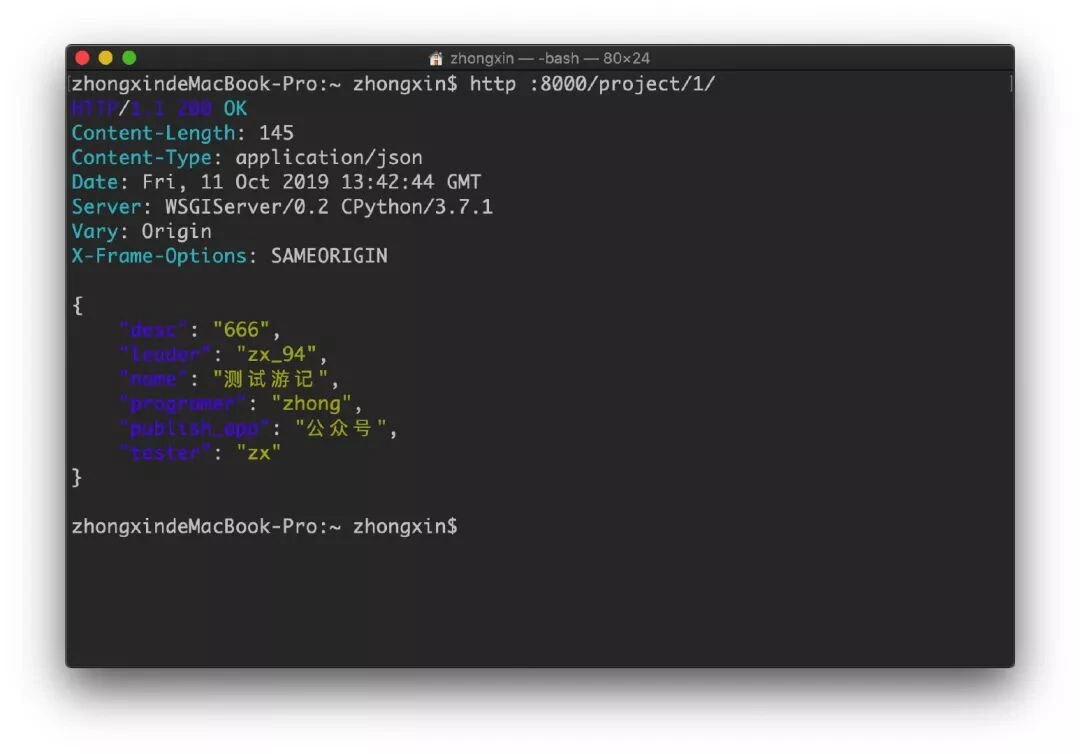 zhongxin — -bash — 80×24
zhongxindeMacBook-Pro:~ zhongxin$ http :8000/project/1/
HTTP/1.1 200 OK
Content-Length: 145
Content-Type: application/json
Date: Fri, 11 Oct 2019 13:42:44 GMT
Server: WSGIServer/0.2 CPython/3.7.1
Vary: Origin
X-Frame-Options: SAMEORIGIN
{
"desc": "666",
"leader": "zx_94",
"name": "测试游记",
"programer": "zhong",
"publish_app": "公众号",
"tester": "zx"
}
zhongxindeMacBook-Pro:~ zhongxin$